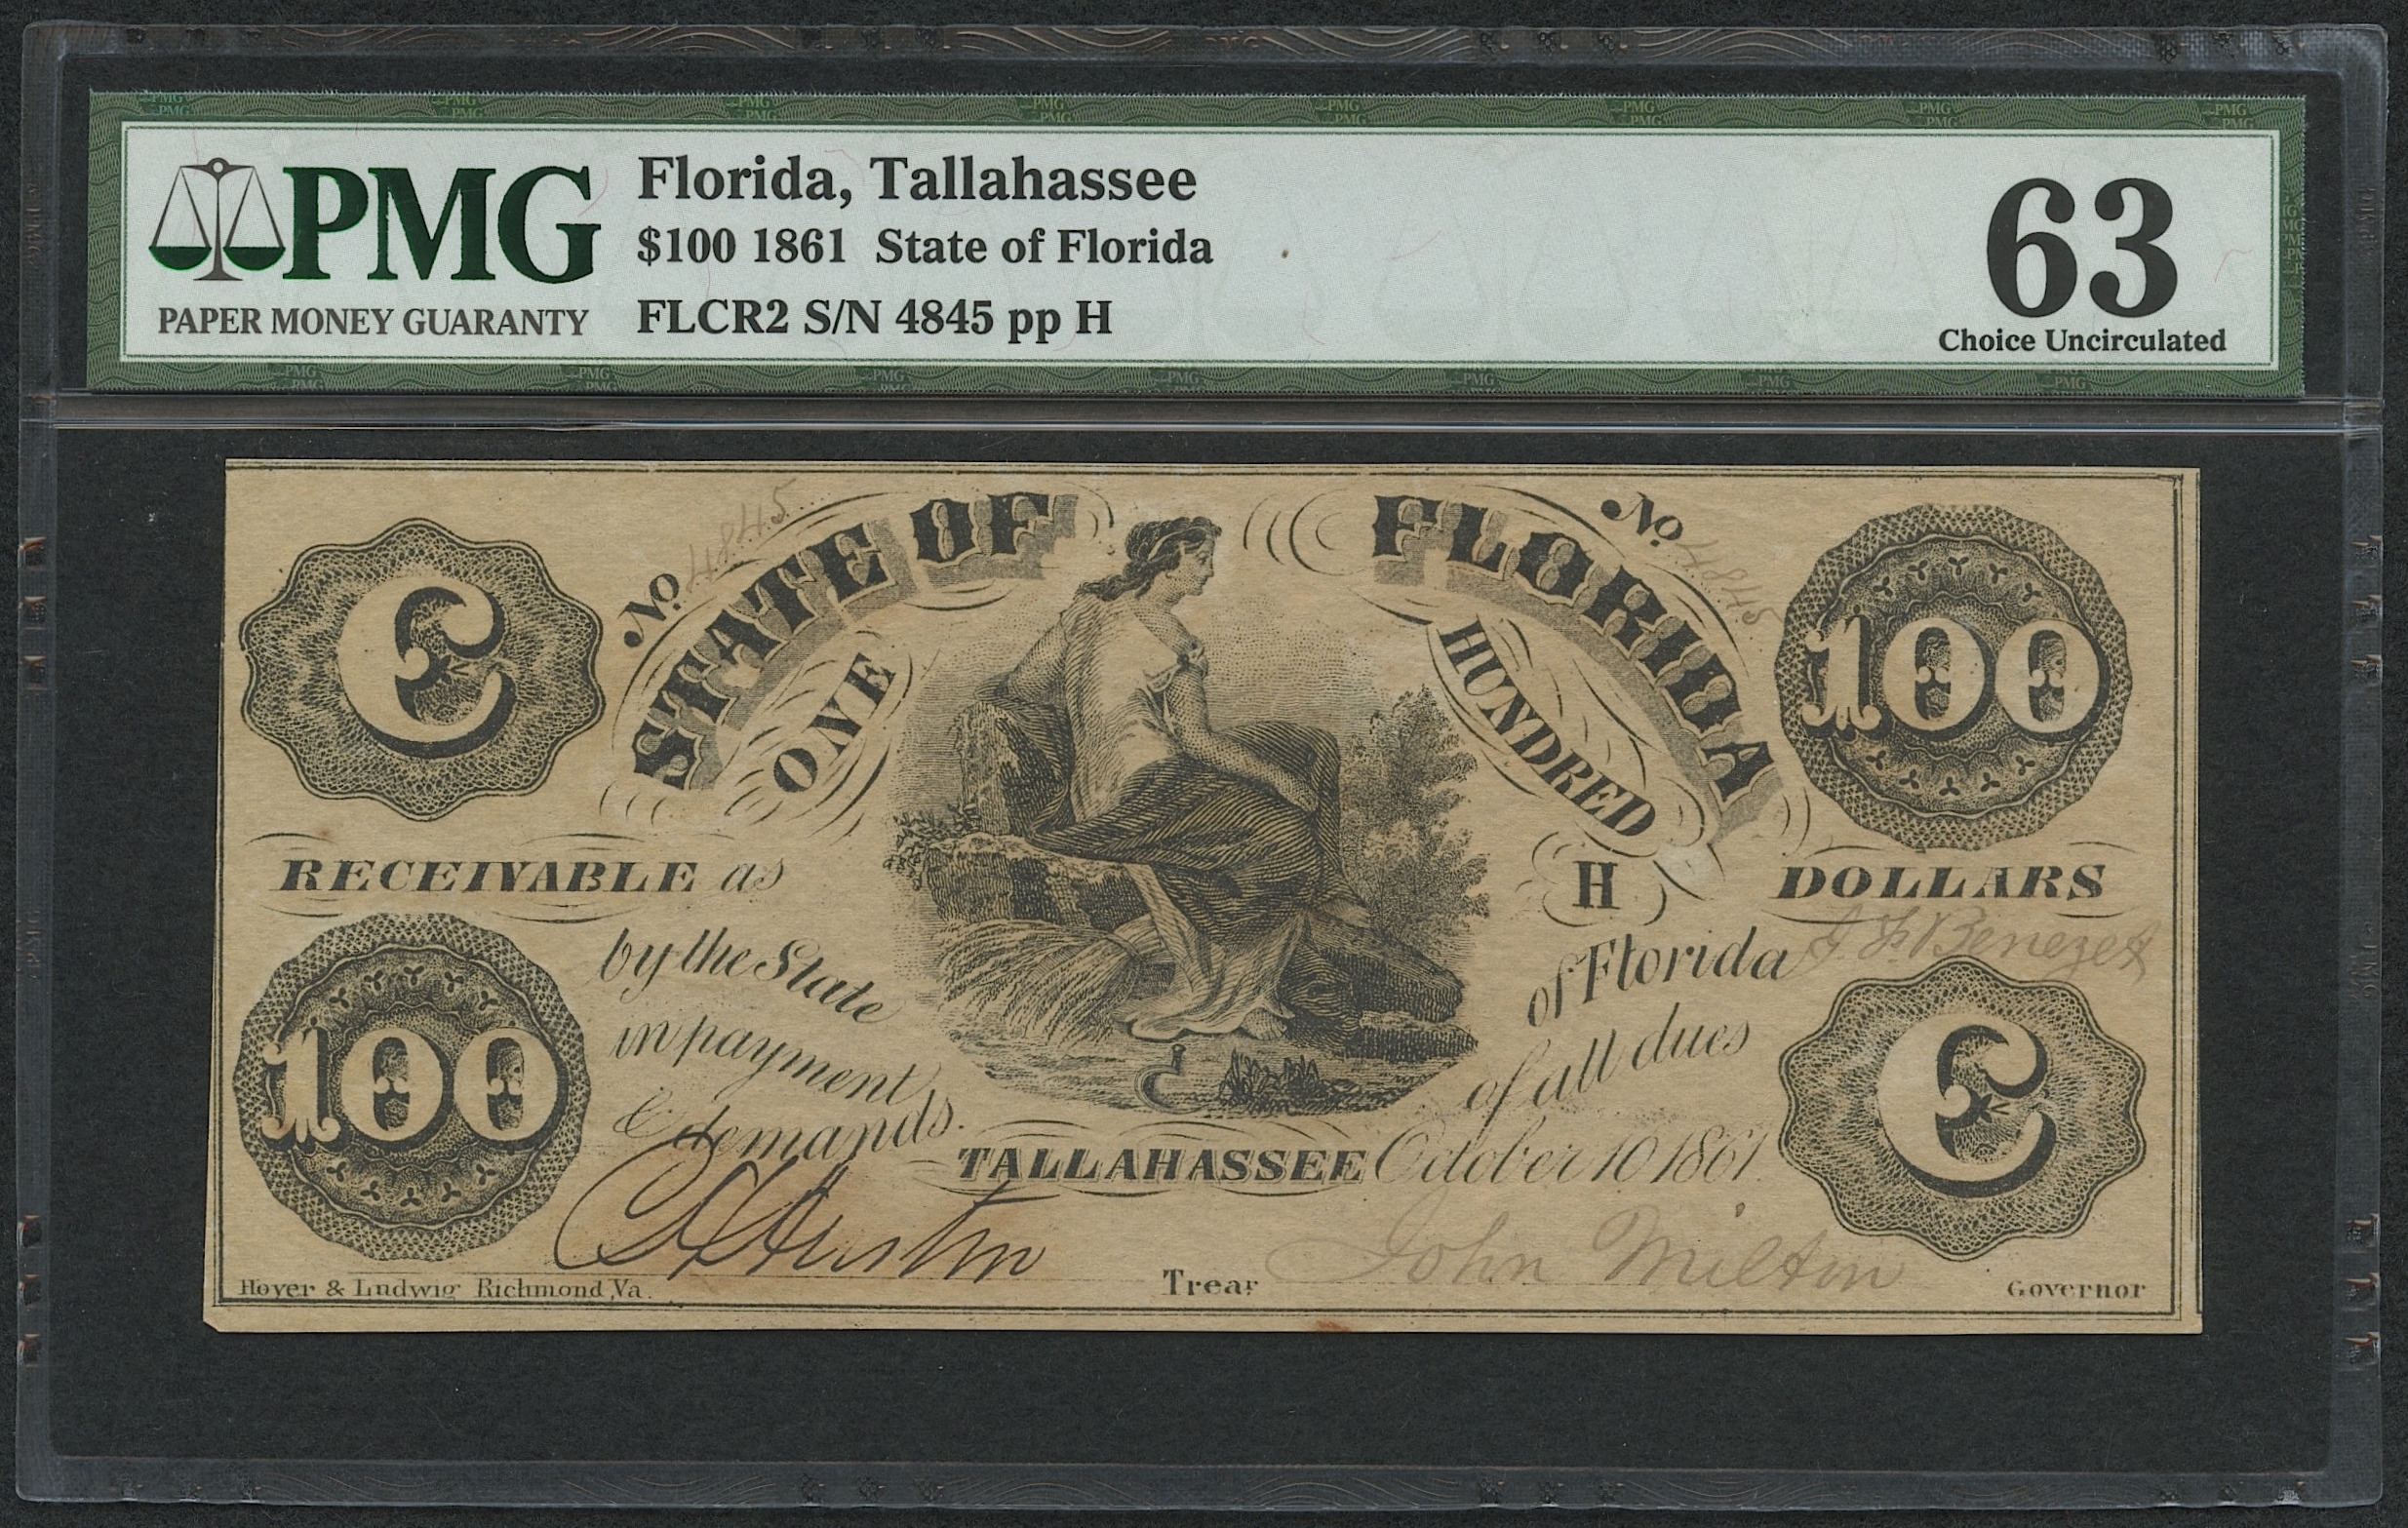 PMG
PAPER MONEY GUARANTY
Florida, Tallahassee
$100 1861 State of Florida
FLCR2 S/N 4845 pp H
63
Choice Uncirculated
No. 4845
STATE OF FLORIDA
No. 4845
C
ONE HUNDRED
100
RECEIVABLE as
H
DOLLARS
by the State
of Florida
in payment
of all dues
& demands.
100
C
TALLAHASSEE October 10 1861
C H Austin
Trear
John Milton
Governor
Hoyer & Ludwig Richmond, Va.